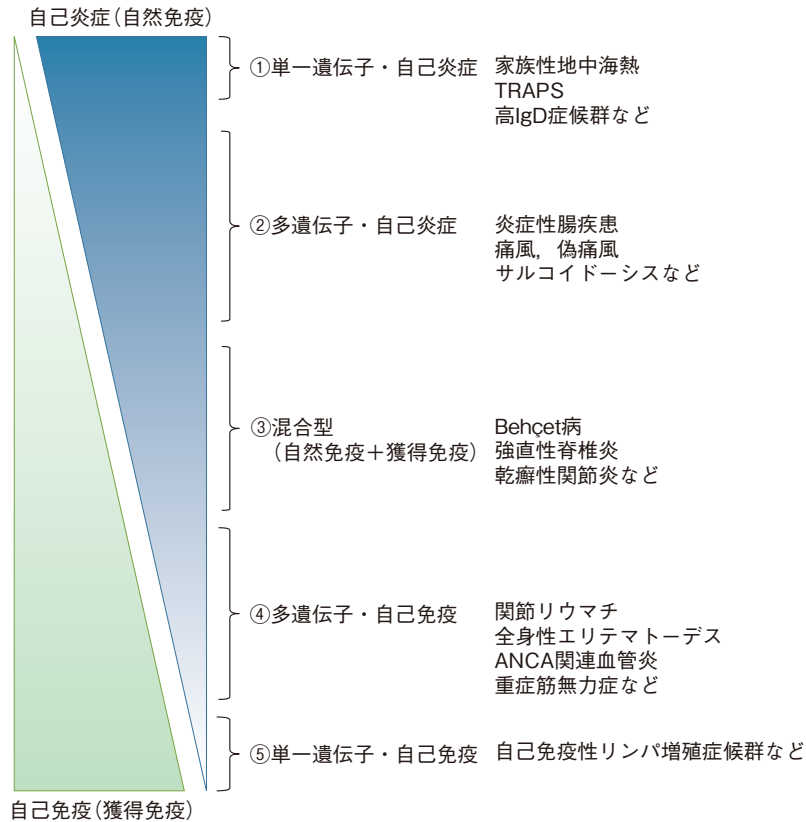 自己炎症(自然免疫)
①単一遺伝子・自己炎症
家族性地中海熱
TRAPS
高IgD症候群など
②多遺伝子・自己炎症
炎症性腸疾患
痛風，偽痛風
サルコイドーシスなど
③混合型
(自然免疫＋獲得免疫)
Behçet病
強直性脊椎炎
乾癬性関節炎など
④多遺伝子・自己免疫
関節リウマチ
全身性エリテマトーデス
ANCA関連血管炎
重症筋無力症など
⑤単一遺伝子・自己免疫
自己免疫性リンパ増殖症候群など
自己免疫(獲得免疫)